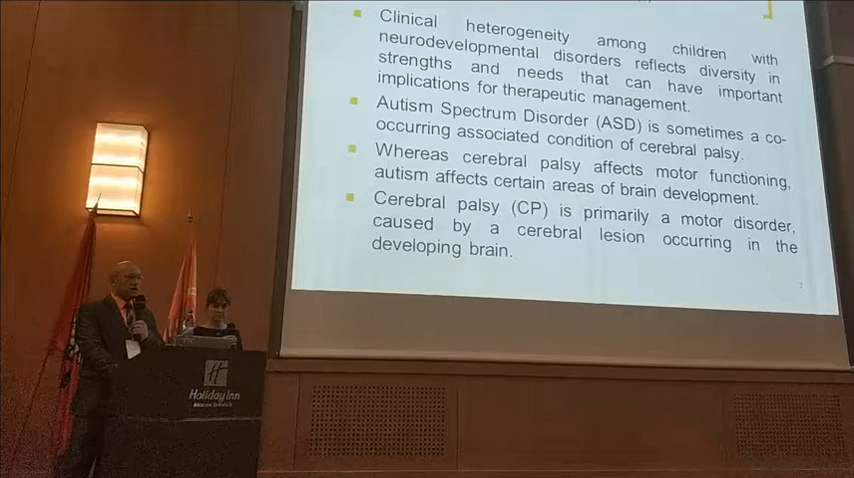 Clinical heterogeneity among children with
neurodevelopmental disorders reflects diversity in
strengths and needs that can have important
implications for therapeutic management.
Autism Spectrum Disorder (ASD) is sometimes a co-
occurring associated condition of cerebral palsy.
Whereas cerebral palsy affects motor functioning,
autism affects certain areas of brain development.
Cerebral palsy (CP) is primarily a motor disorder,
caused by a cerebral lesion occurring in the
developing brain.
H
Holiday Inn